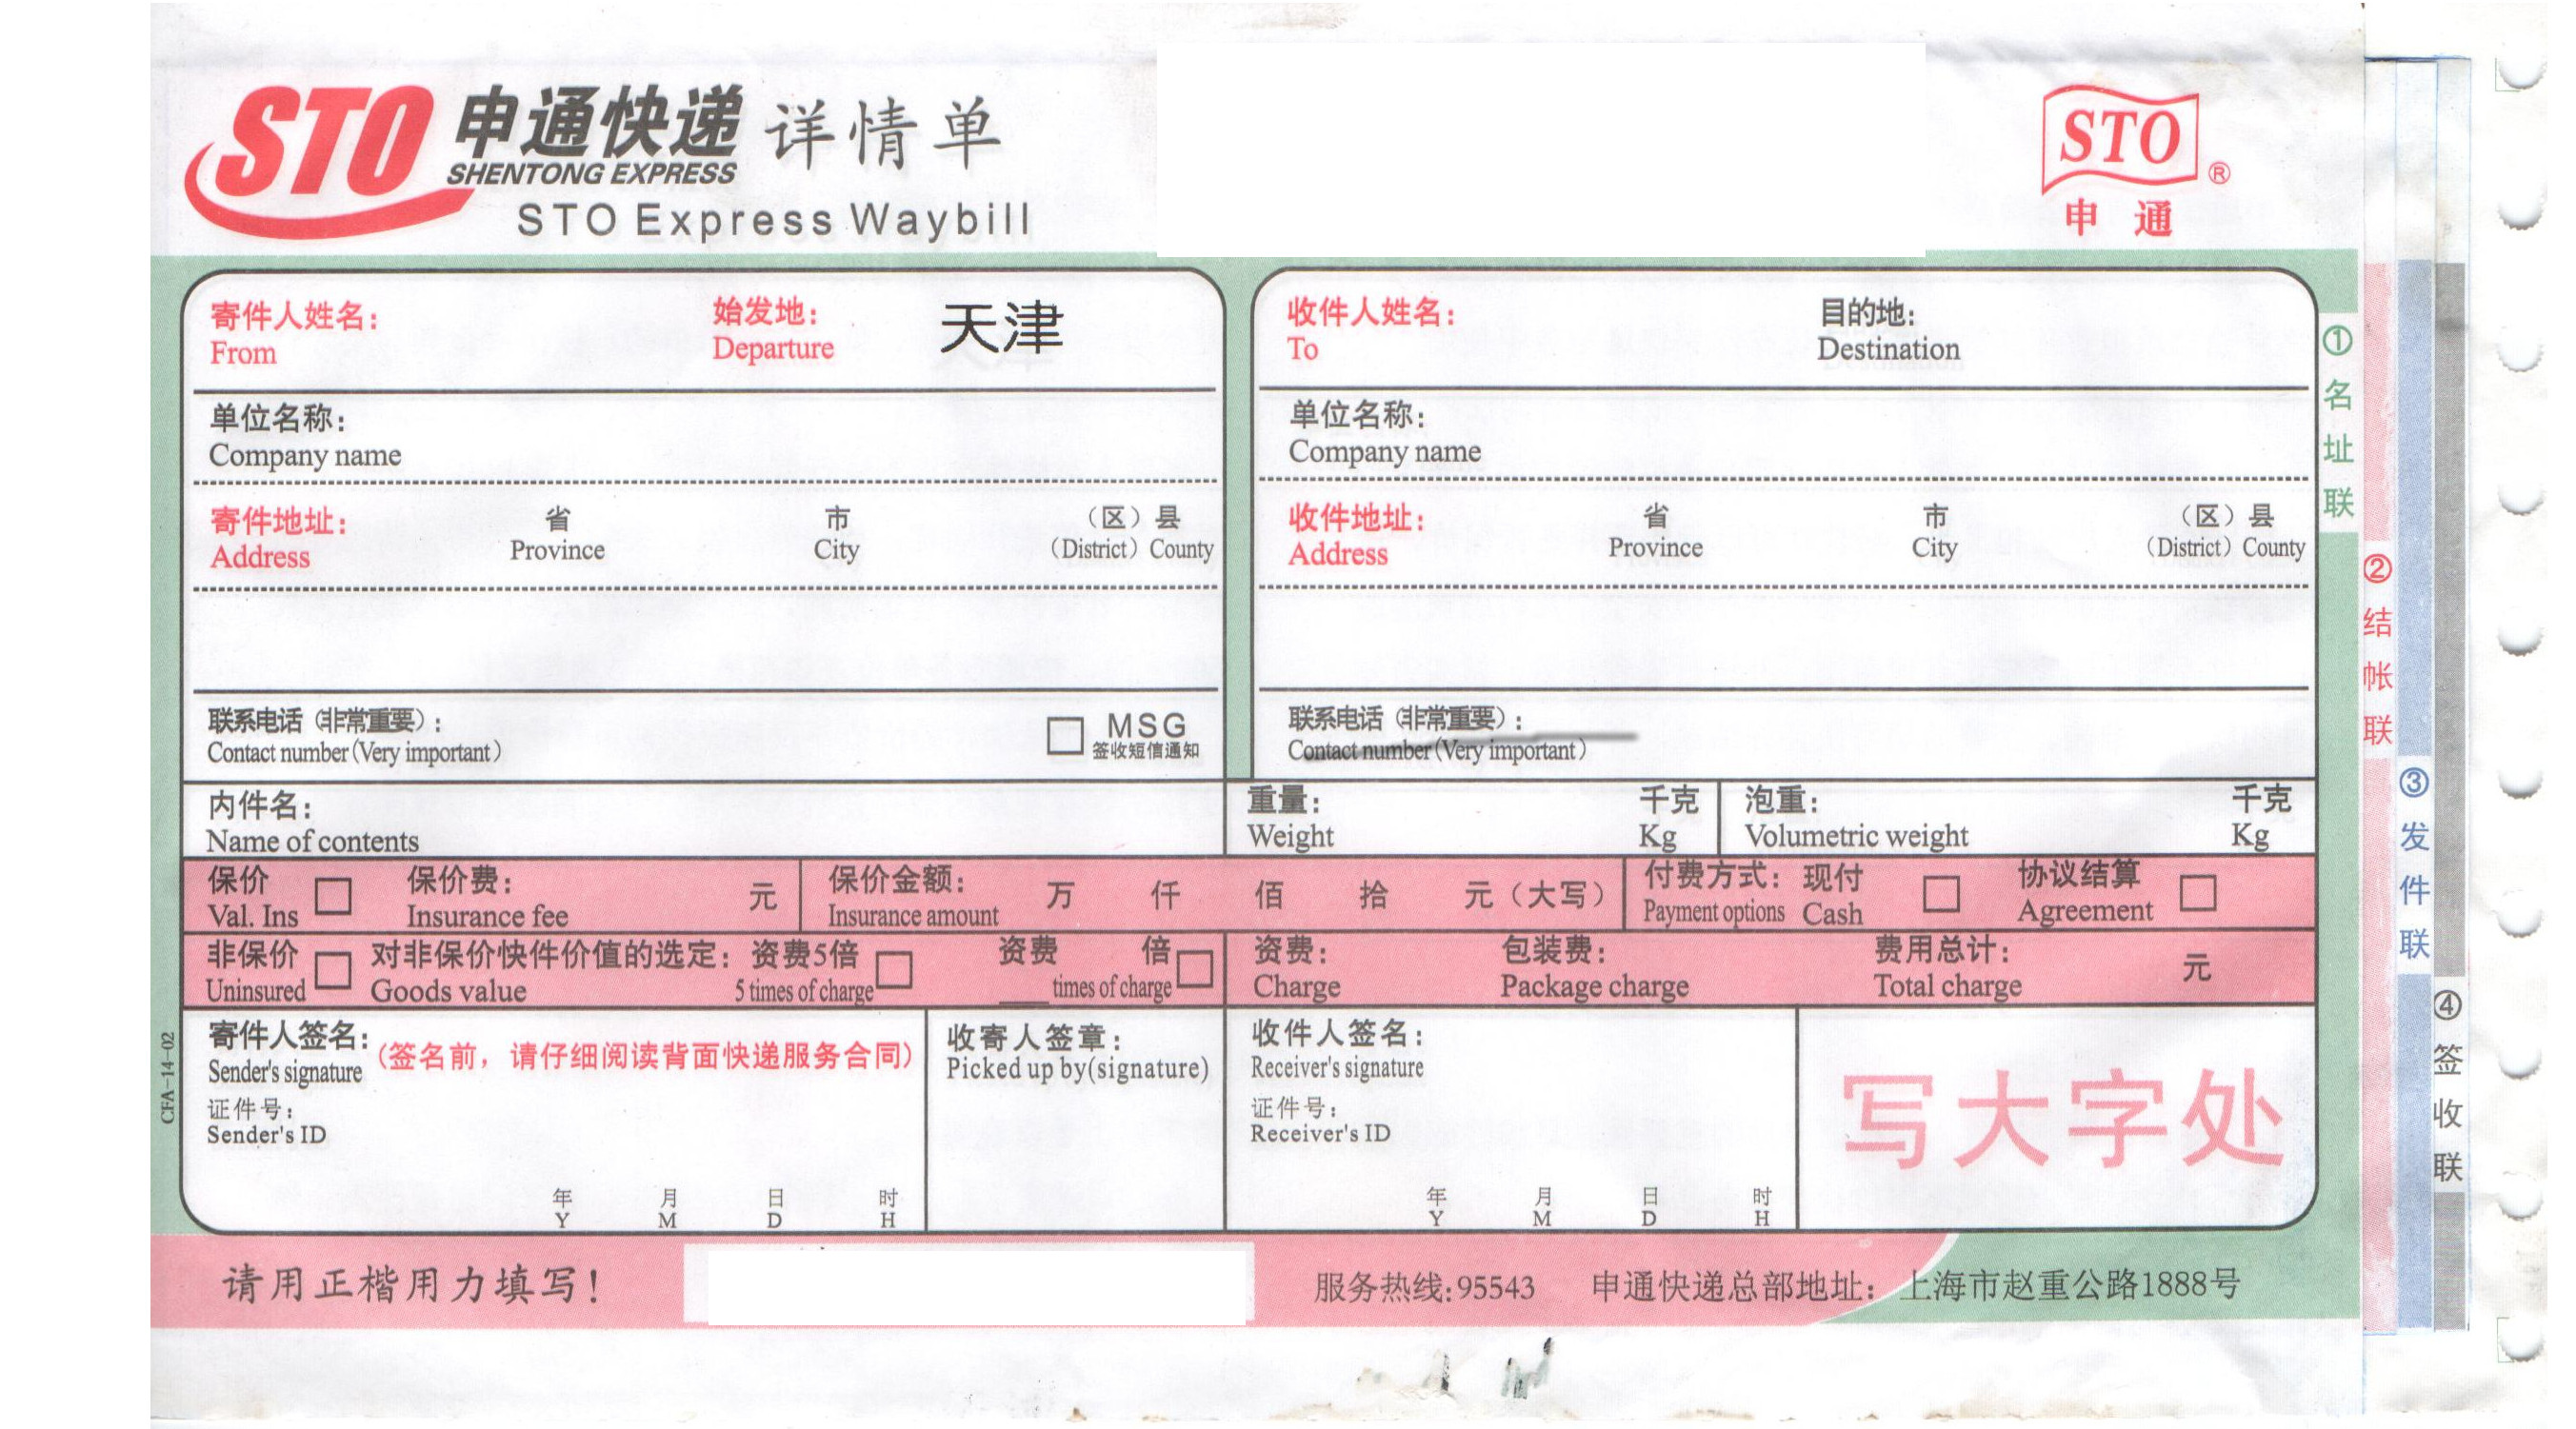 STO 申通快递 详情单
SHENTONG EXPRESS
STO Express Waybill
STO ®
申 通
寄件人姓名： 始发地： 天津
From Departure
收件人姓名： 目的地：
To Destination
单位名称：
Company name
单位名称：
Company name
寄件地址： 省 市 （区）县
Address Province City （District）County
收件地址： 省 市 （区）县
Address Province City （District）County
联系电话（非常重要）： MSG
Contact number（Very important） 签收短信通知
联系电话（非常重要）：
Contact number（Very important）
内件名：
Name of contents
重量： 千克 泡重： 千克
Weight Kg Volumetric weight Kg
保价 保价费： 元 保价金额： 万 仟 佰 拾 元（大写） 付费方式： 现付 协议结算
Val. Ins Insurance fee Insurance amount Payment options Cash Agreement
非保价 对非保价快件价值的选定：资费5倍 资费 倍 资费： 包装费： 费用总计： 元
Uninsured Goods value 5 times of charge ___times of charge Charge Package charge Total charge
寄件人签名：（签名前，请仔细阅读背面快递服务合同）
Sender's signature
证件号：
Sender's ID
年 月 日 时
Y M D H
收寄人签章：
Picked up by(signature)
收件人签名：
Receiver's signature
证件号：
Receiver's ID
年 月 日 时
Y M D H
写大字处
请用正楷用力填写！ 服务热线：95543 申通快递总部地址：上海市赵重公路1888号
CFA-14-02
①名址联
②结帐联
③发件联
④签收联